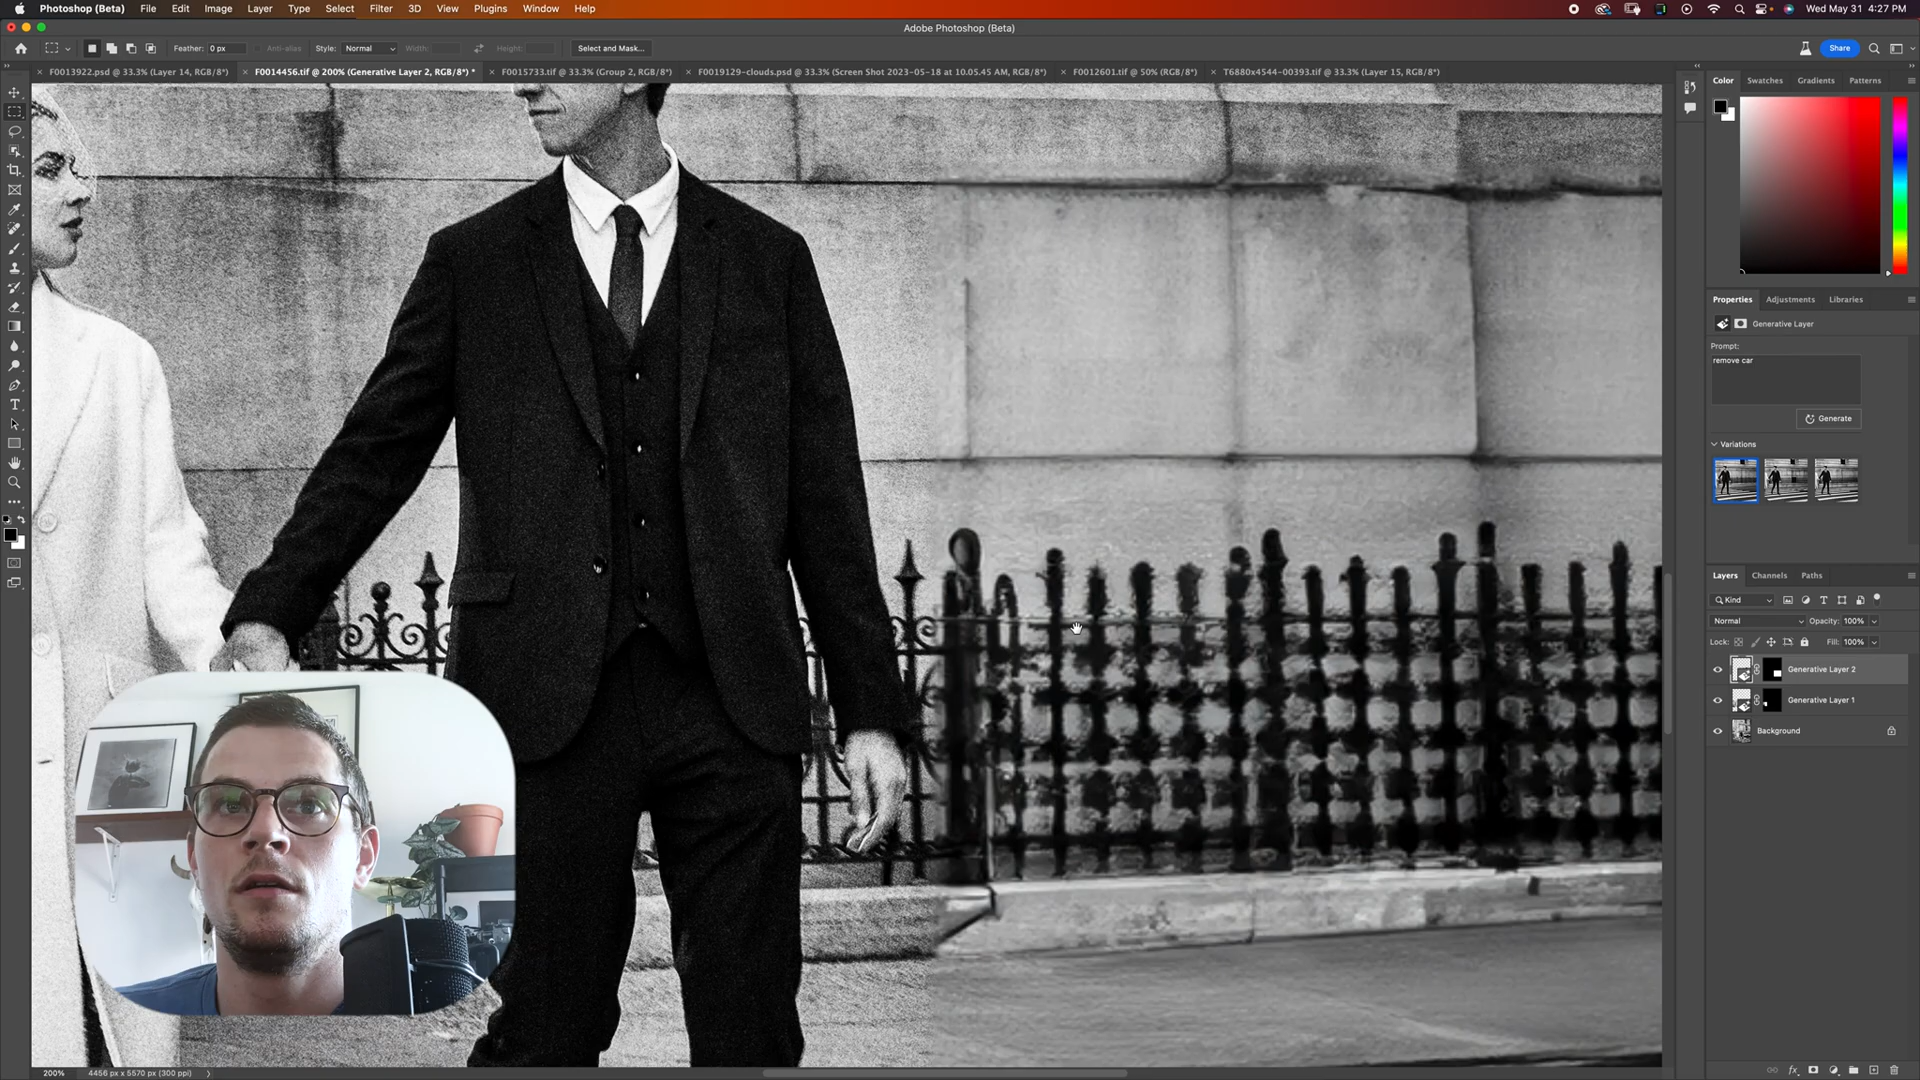 Photoshop (Beta) File Edit Image Layer Type Select Filter 3D View Plugins Window Help Wed May 31 4:27 PM
Adobe Photoshop (Beta)
Feather: 0 px Anti-alias Style: Normal Width: Height: Select and Mask... Share
F0013922.psd @ 33.3% (Layer 14, RGB/8*) F0014456.tif @ 200% (Generative Layer 2, RGB/8*) * F0015733.tif @ 33.3% (Group 2, RGB/8*) F0019129-clouds.psd @ 33.3% (Screen Shot 2023-05-18 at 10.05.45 AM, RGB/8*) F0012601.tif @ 50% (RGB/8*) T6880x4544-00393.tif @ 33.3% (Layer 15, RGB/8*)
Color Swatches Gradients Patterns
Properties Adjustments Libraries
Generative Layer
Prompt:
remove car
Generate
Variations
Layers Channels Paths
Kind
Normal Opacity: 100%
Lock: Fill: 100%
Generative Layer 2
Generative Layer 1
Background
200% 4456 px x 5570 px (300 ppi)